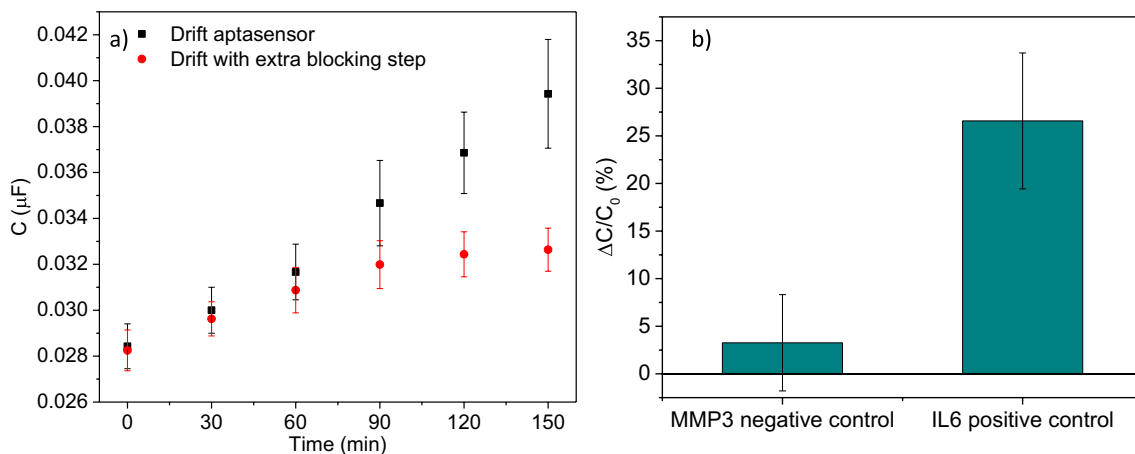 a)
Drift aptasensor
Drift with extra blocking step
0.042
0.040
0.038
0.036
0.034
0.032
0.030
0.028
0.026
C (μF)
0 30 60 90 120 150
Time (min)
b)
35
30
25
20
15
10
5
0
ΔC/C₀ (%)
MMP3 negative control IL6 positive control